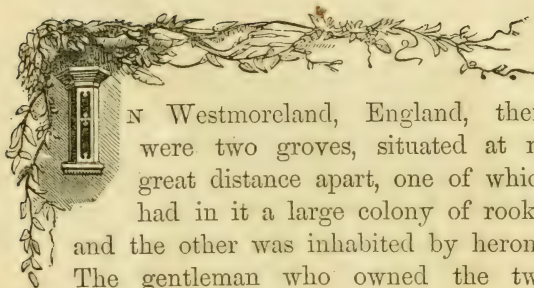 IN Westmoreland, England, ther
were two groves, situated at n
great distance apart, one of whic
had in it a large colony of rook
and the other was inhabited by heron
The gentleman who owned the tw